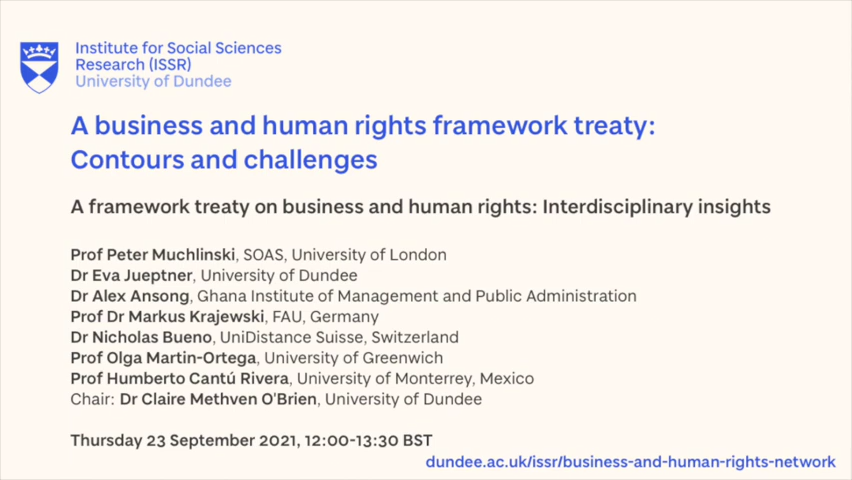 Institute for Social Sciences
Research (ISSR)
University of Dundee
A business and human rights framework treaty:
Contours and challenges
A framework treaty on business and human rights: Interdisciplinary insights
Prof Peter Muchlinski, SOAS, University of London
Dr Eva Jueptner, University of Dundee
Dr Alex Ansong, Ghana Institute of Management and Public Administration
Prof Dr Markus Krajewski, FAU, Germany
Dr Nicholas Bueno, UniDistance Suisse, Switzerland
Prof Olga Martin-Ortega, University of Greenwich
Prof Humberto Cantú Rivera, University of Monterrey, Mexico
Chair: Dr Claire Methven O'Brien, University of Dundee
Thursday 23 September 2021, 12:00-13:30 BST
dundee.ac.uk/issr/business-and-human-rights-network